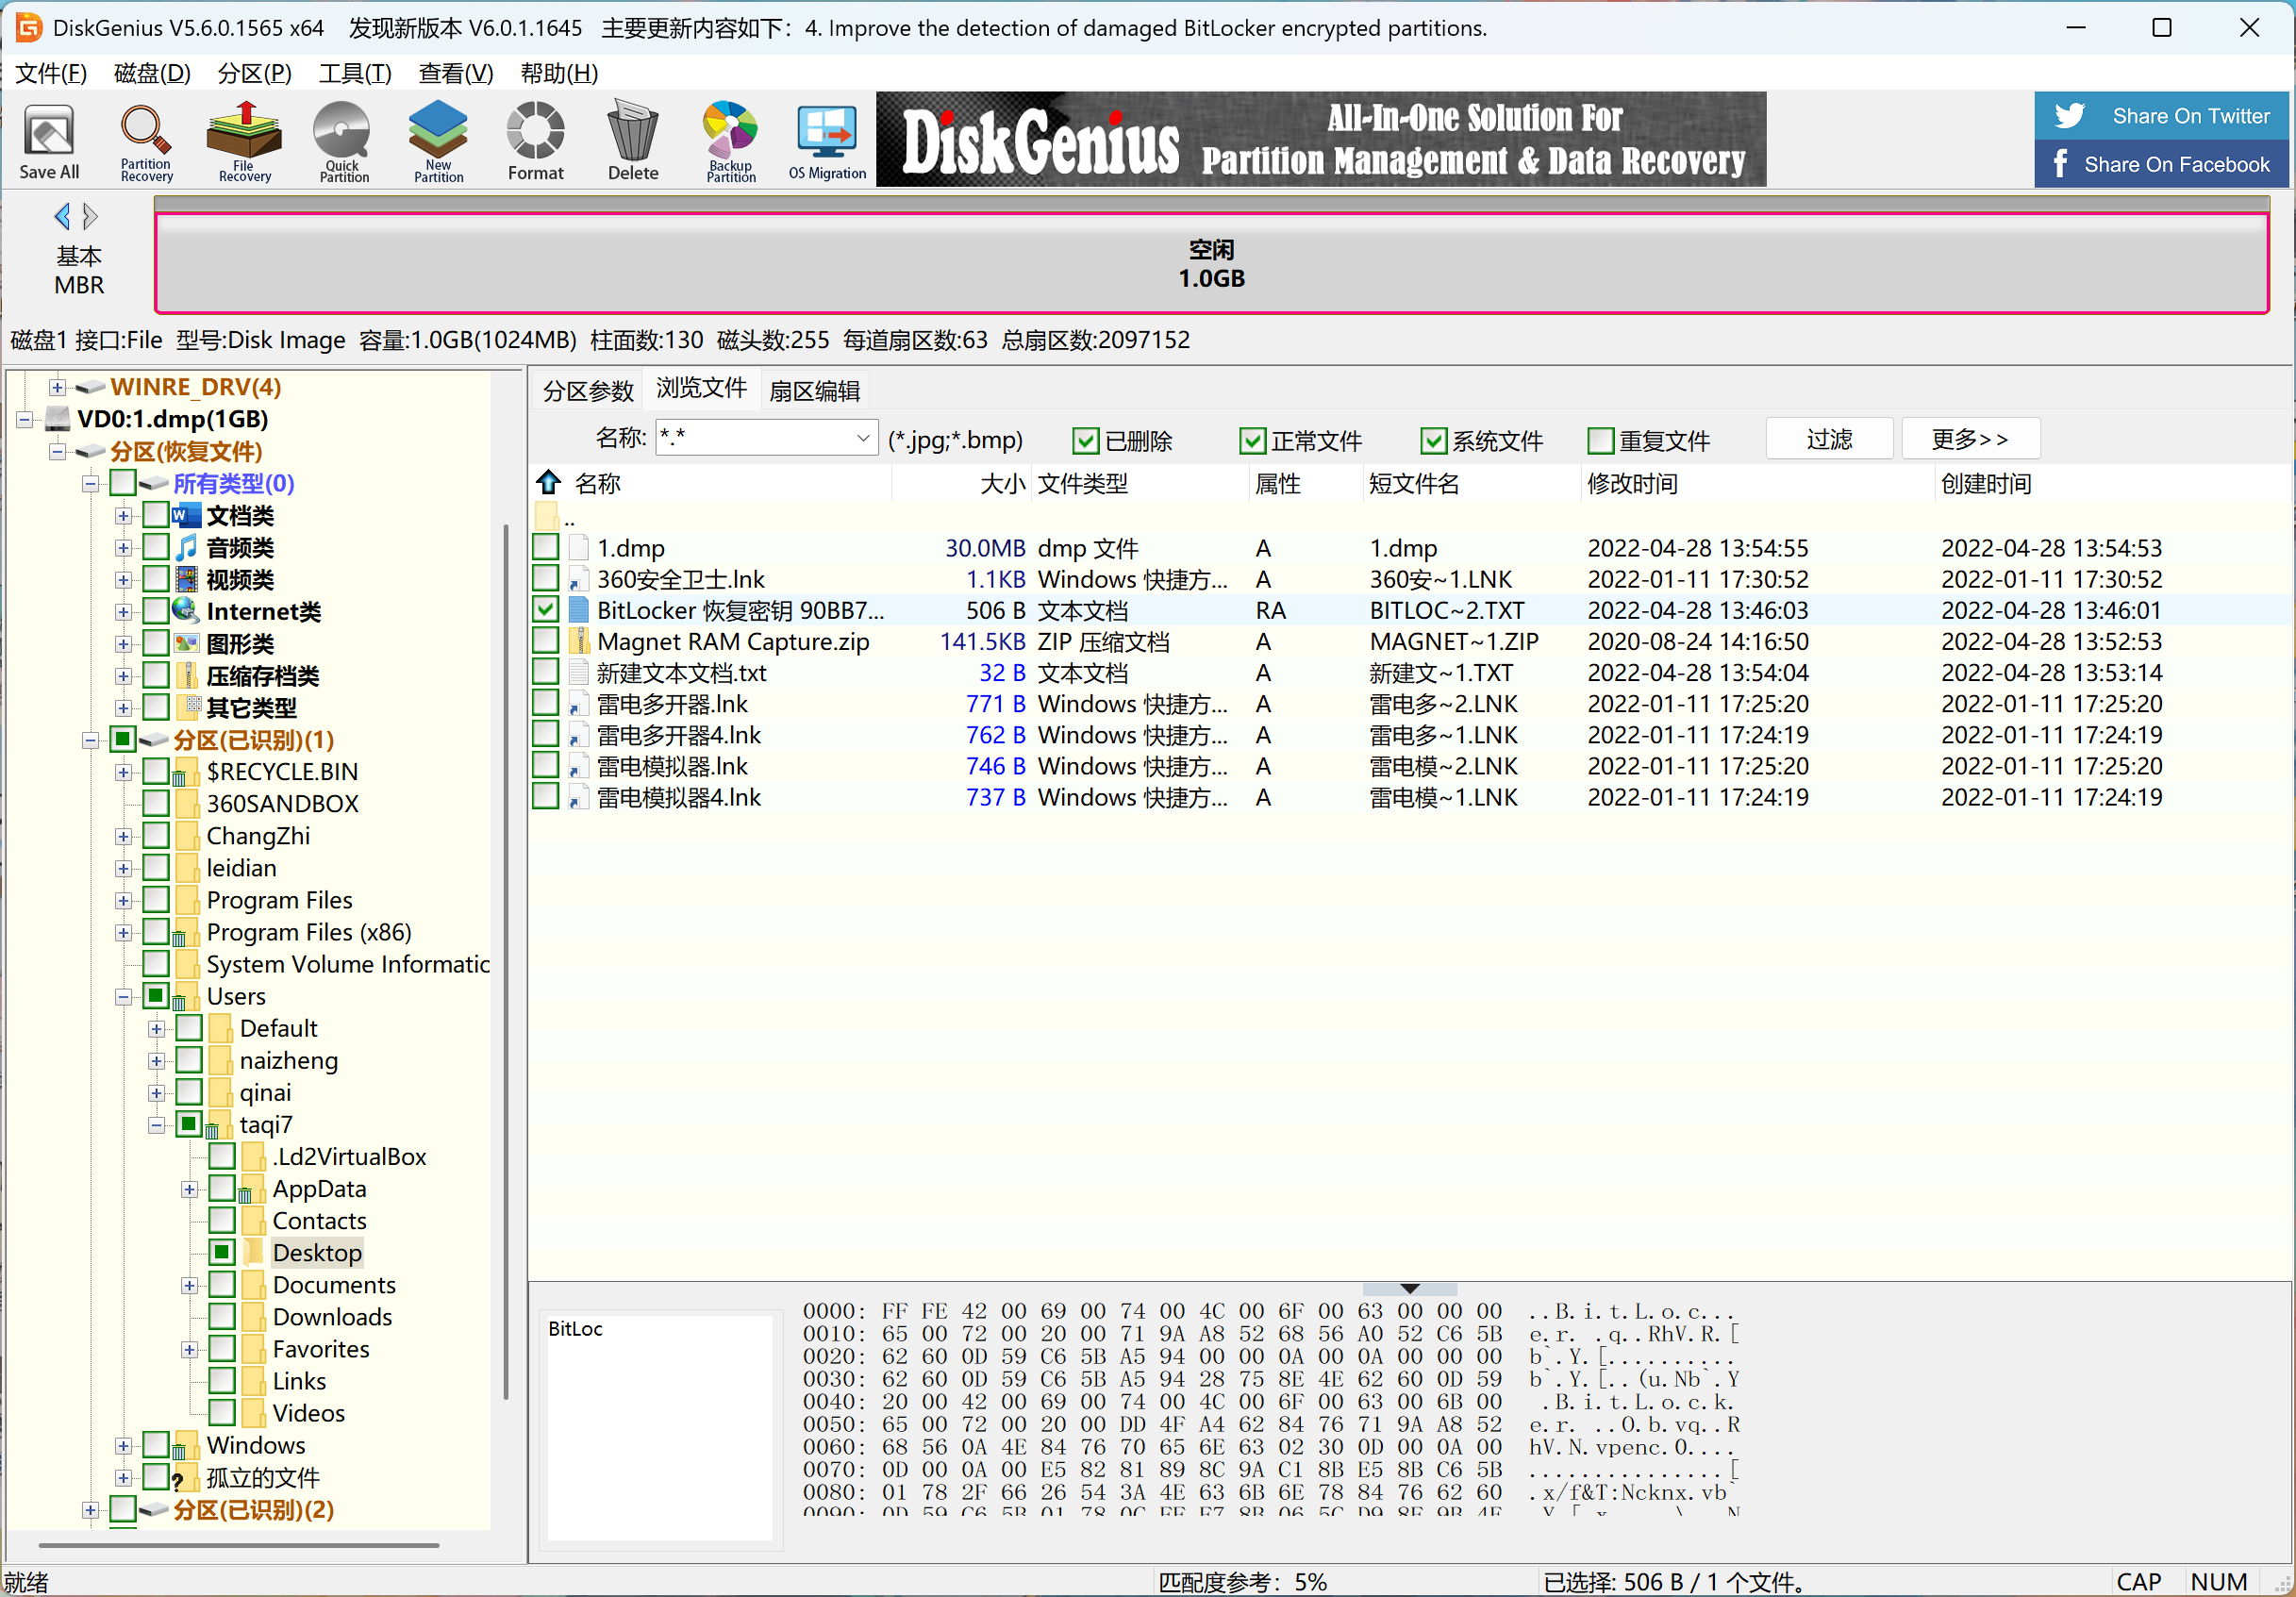 DiskGenius V5.6.0.1565 x64 发现新版本 V6.0.1.1645 主要更新内容如下：4. Improve the detection of damaged BitLocker encrypted partitions.
文件(F) 磁盘(D) 分区(P) 工具(T) 查看(V) 帮助(H)
Save All
Partition Recovery
File Recovery
Quick Partition
New Partition
Format
Delete
Backup Partition
OS Migration
DiskGenius
All-In-One Solution For
Partition Management & Data Recovery
Share On Twitter
Share On Facebook
基本
MBR
空闲
1.0GB
磁盘1 接口:File 型号:Disk Image 容量:1.0GB(1024MB) 柱面数:130 磁头数:255 每道扇区数:63 总扇区数:2097152
WINRE_DRV(4)
VD0:1.dmp(1GB)
分区(恢复文件)
所有类型(0)
文档类
音频类
视频类
Internet类
图形类
压缩存档类
其它类型
分区(已识别)(1)
$RECYCLE.BIN
360SANDBOX
ChangZhi
leidian
Program Files
Program Files (x86)
System Volume Informatic
Users
Default
naizheng
qinai
taqi7
.Ld2VirtualBox
AppData
Contacts
Desktop
Documents
Downloads
Favorites
Links
Videos
Windows
孤立的文件
分区(已识别)(2)
分区参数 浏览文件 扇区编辑
名称: *.* (*.jpg;*.bmp) 已删除 正常文件 系统文件 重复文件 过滤 更多>>
名称 大小 文件类型 属性 短文件名 修改时间 创建时间
..
1.dmp 30.0MB dmp 文件 A 1.dmp 2022-04-28 13:54:55 2022-04-28 13:54:53
360安全卫士.lnk 1.1KB Windows 快捷方... A 360安~1.LNK 2022-01-11 17:30:52 2022-01-11 17:30:52
BitLocker 恢复密钥 90BB7... 506 B 文本文档 RA BITLOC~2.TXT 2022-04-28 13:46:03 2022-04-28 13:46:01
Magnet RAM Capture.zip 141.5KB ZIP 压缩文档 A MAGNET~1.ZIP 2020-08-24 14:16:50 2022-04-28 13:52:53
新建文本文档.txt 32 B 文本文档 A 新建文~1.TXT 2022-04-28 13:54:04 2022-04-28 13:53:14
雷电多开器.lnk 771 B Windows 快捷方... A 雷电多~2.LNK 2022-01-11 17:25:20 2022-01-11 17:25:20
雷电多开器4.lnk 762 B Windows 快捷方... A 雷电多~1.LNK 2022-01-11 17:24:19 2022-01-11 17:24:19
雷电模拟器.lnk 746 B Windows 快捷方... A 雷电模~2.LNK 2022-01-11 17:25:20 2022-01-11 17:25:20
雷电模拟器4.lnk 737 B Windows 快捷方... A 雷电模~1.LNK 2022-01-11 17:24:19 2022-01-11 17:24:19
BitLoc
0000: FF FE 42 00 69 00 74 00 4C 00 6F 00 63 00 00 00 ..B.i.t.L.o.c...
0010: 65 00 72 00 20 00 71 9A A8 52 68 56 A0 52 C6 5B e.r. .q..RhV.R.[
0020: 62 60 0D 59 C6 5B A5 94 00 00 0A 00 0A 00 00 00 b`.Y.[..........
0030: 62 60 0D 59 C6 5B A5 94 28 75 8E 4E 62 60 0D 59 b`.Y.[..(u.Nb`.Y
0040: 20 00 42 00 69 00 74 00 4C 00 6F 00 63 00 6B 00 .B.i.t.L.o.c.k.
0050: 65 00 72 00 20 00 DD 4F A4 62 84 76 71 9A A8 52 e.r. ..O.b.vq..R
0060: 68 56 0A 4E 84 76 70 65 6E 63 02 30 0D 00 0A 00 hV.N.vpenc.0....
0070: 0D 00 0A 00 E5 82 81 89 8C 9A C1 8B E5 8B C6 5B ...............[
0080: 01 78 2F 66 26 54 3A 4E 63 6B 6E 78 84 76 62 60 .x/f&T:Ncknx.vb`
就绪 匹配度参考：5% 已选择: 506 B / 1 个文件。 CAP NUM